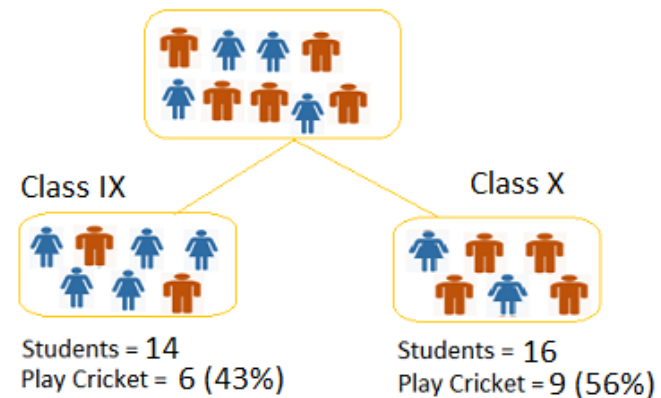 Class IX
Class X
Students = 14
Play Cricket = 6 (43%)
Students = 16
Play Cricket = 9 (56%)